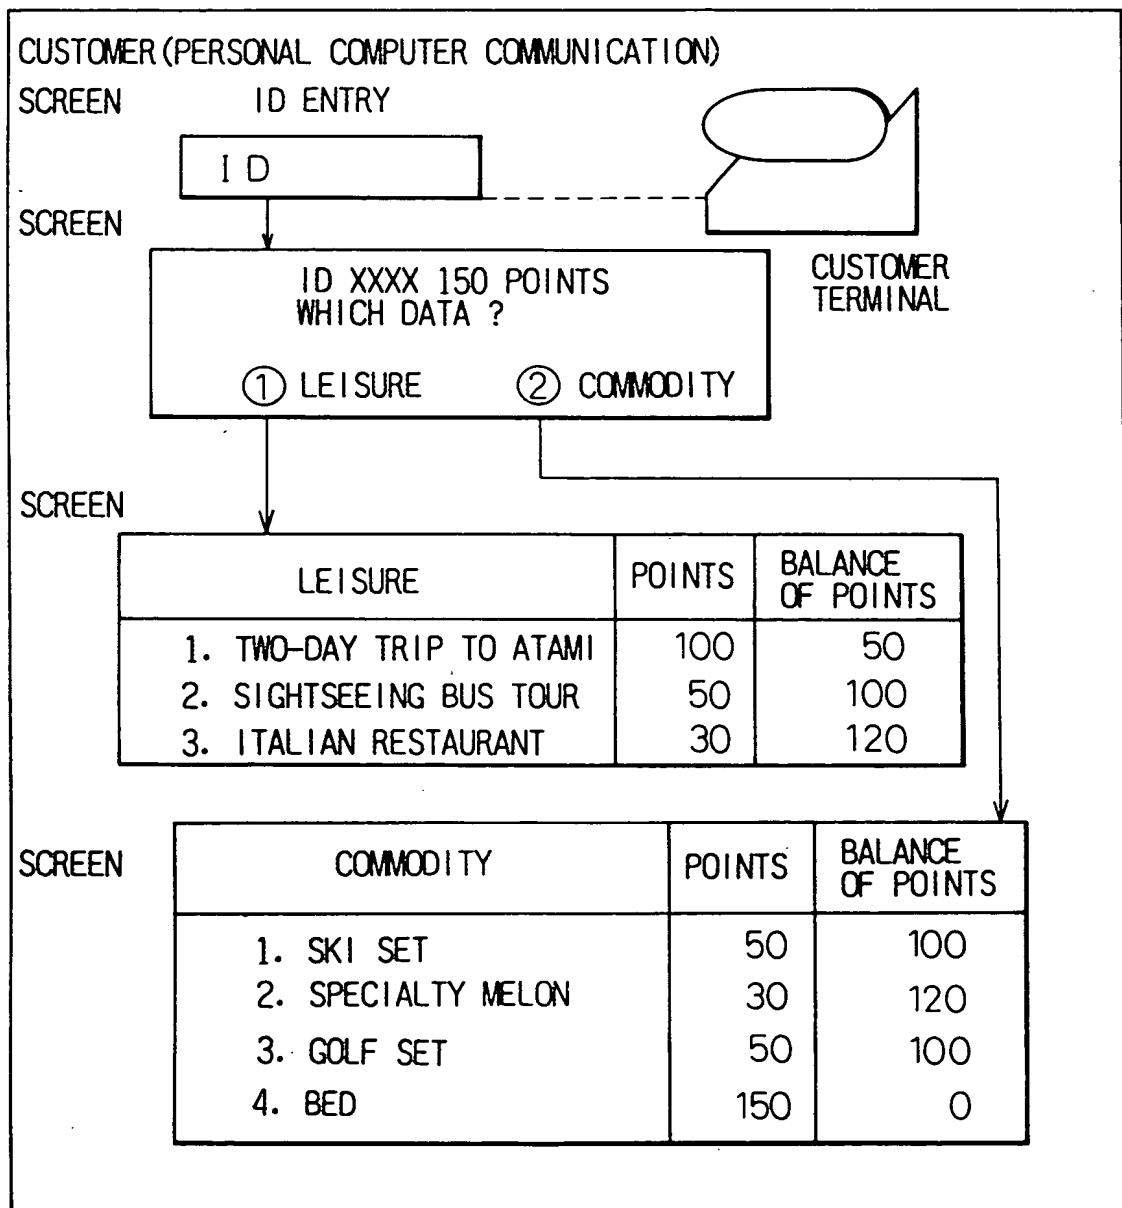 CUSTOMER (PERSONAL COMPUTER COMMUNICATION)
SCREEN ID ENTRY
ID
SCREEN
ID XXXX 150 POINTS
WHICH DATA ?
① LEISURE ② COMMODITY
CUSTOMER
TERMINAL
SCREEN
LEISURE POINTS BALANCE OF POINTS
1. TWO-DAY TRIP TO ATAMI 100 50
2. SIGHTSEEING BUS TOUR 50 100
3. ITALIAN RESTAURANT 30 120
SCREEN
COMMODITY POINTS BALANCE OF POINTS
1. SKI SET 50 100
2. SPECIALTY MELON 30 120
3. GOLF SET 50 100
4. BED 150 0